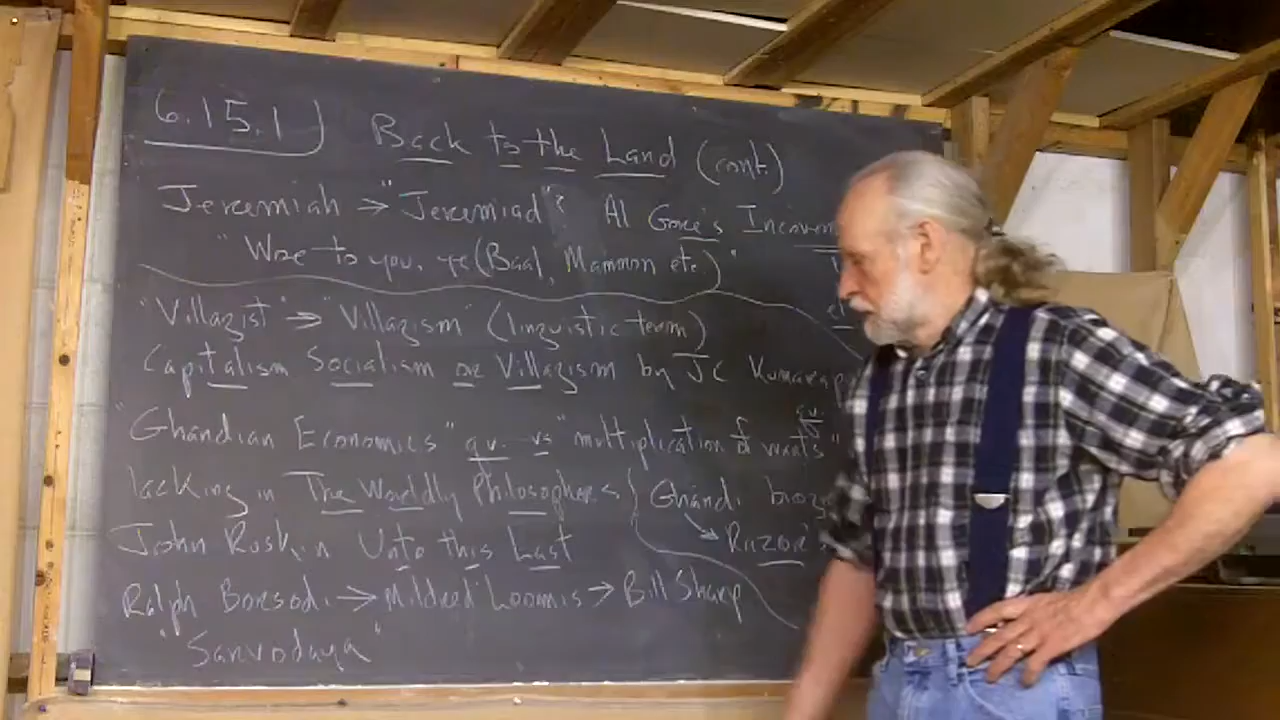 6.15.1) Back to the Land (cont.)
Jeremiah → "Jeremiad"? Al Gore's Inconven
"Woe to you, ye (Baal, Mammon etc.)"
"Villagist" → "Villagism" (linguistic term)
Capitalism Socialism or Villagism by JC Kumarap
"Ghandian Economics" q.v. vs "multiplication of wants" q.v.
lacking in The Worldly Philosophers Ghandi biogr
John Ruskin Unto this Last → Razor's
Ralph Borsodi → Mildred Loomis → Bill Sharp
"Sarvodaya"